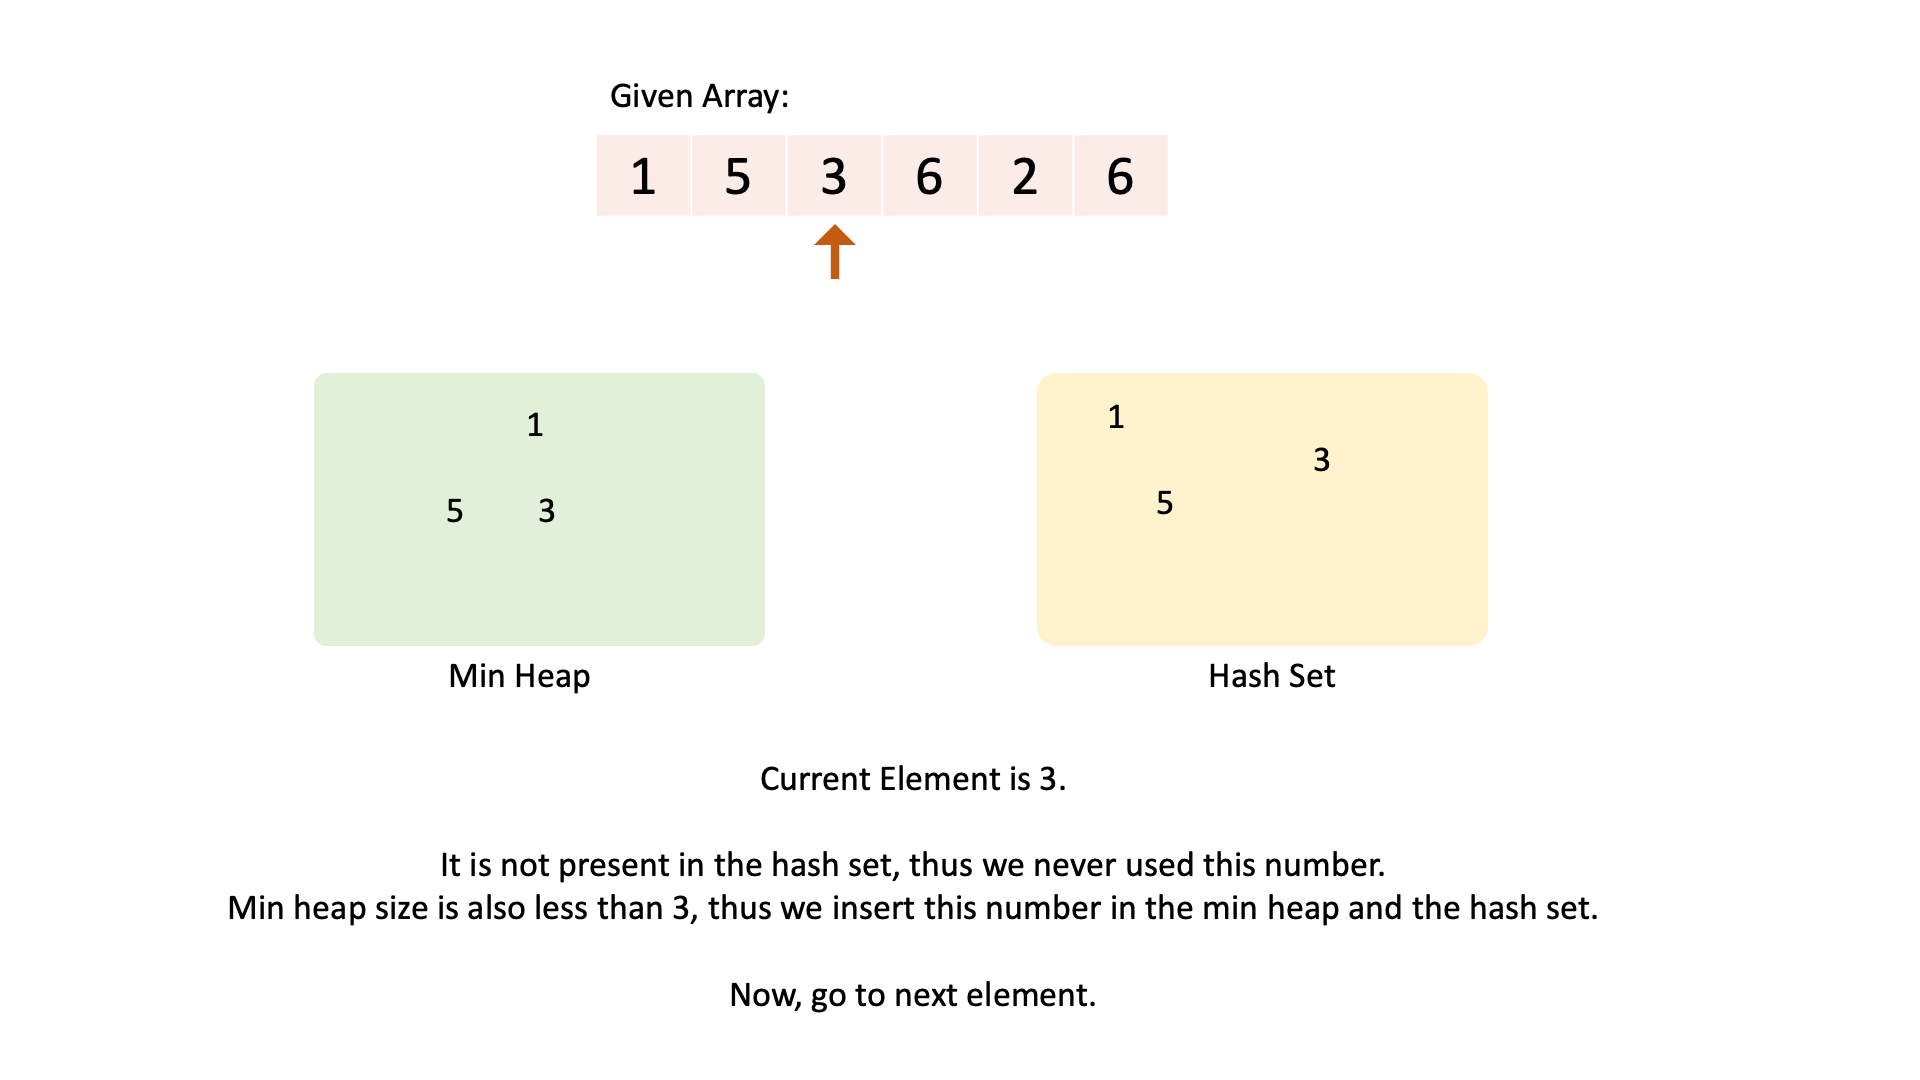 Given Array:
1 5 3 6 2 6
1
5 3
Min Heap
1
3
5
Hash Set
Current Element is 3.
It is not present in the hash set, thus we never used this number.
Min heap size is also less than 3, thus we insert this number in the min heap and the hash set.
Now, go to next element.